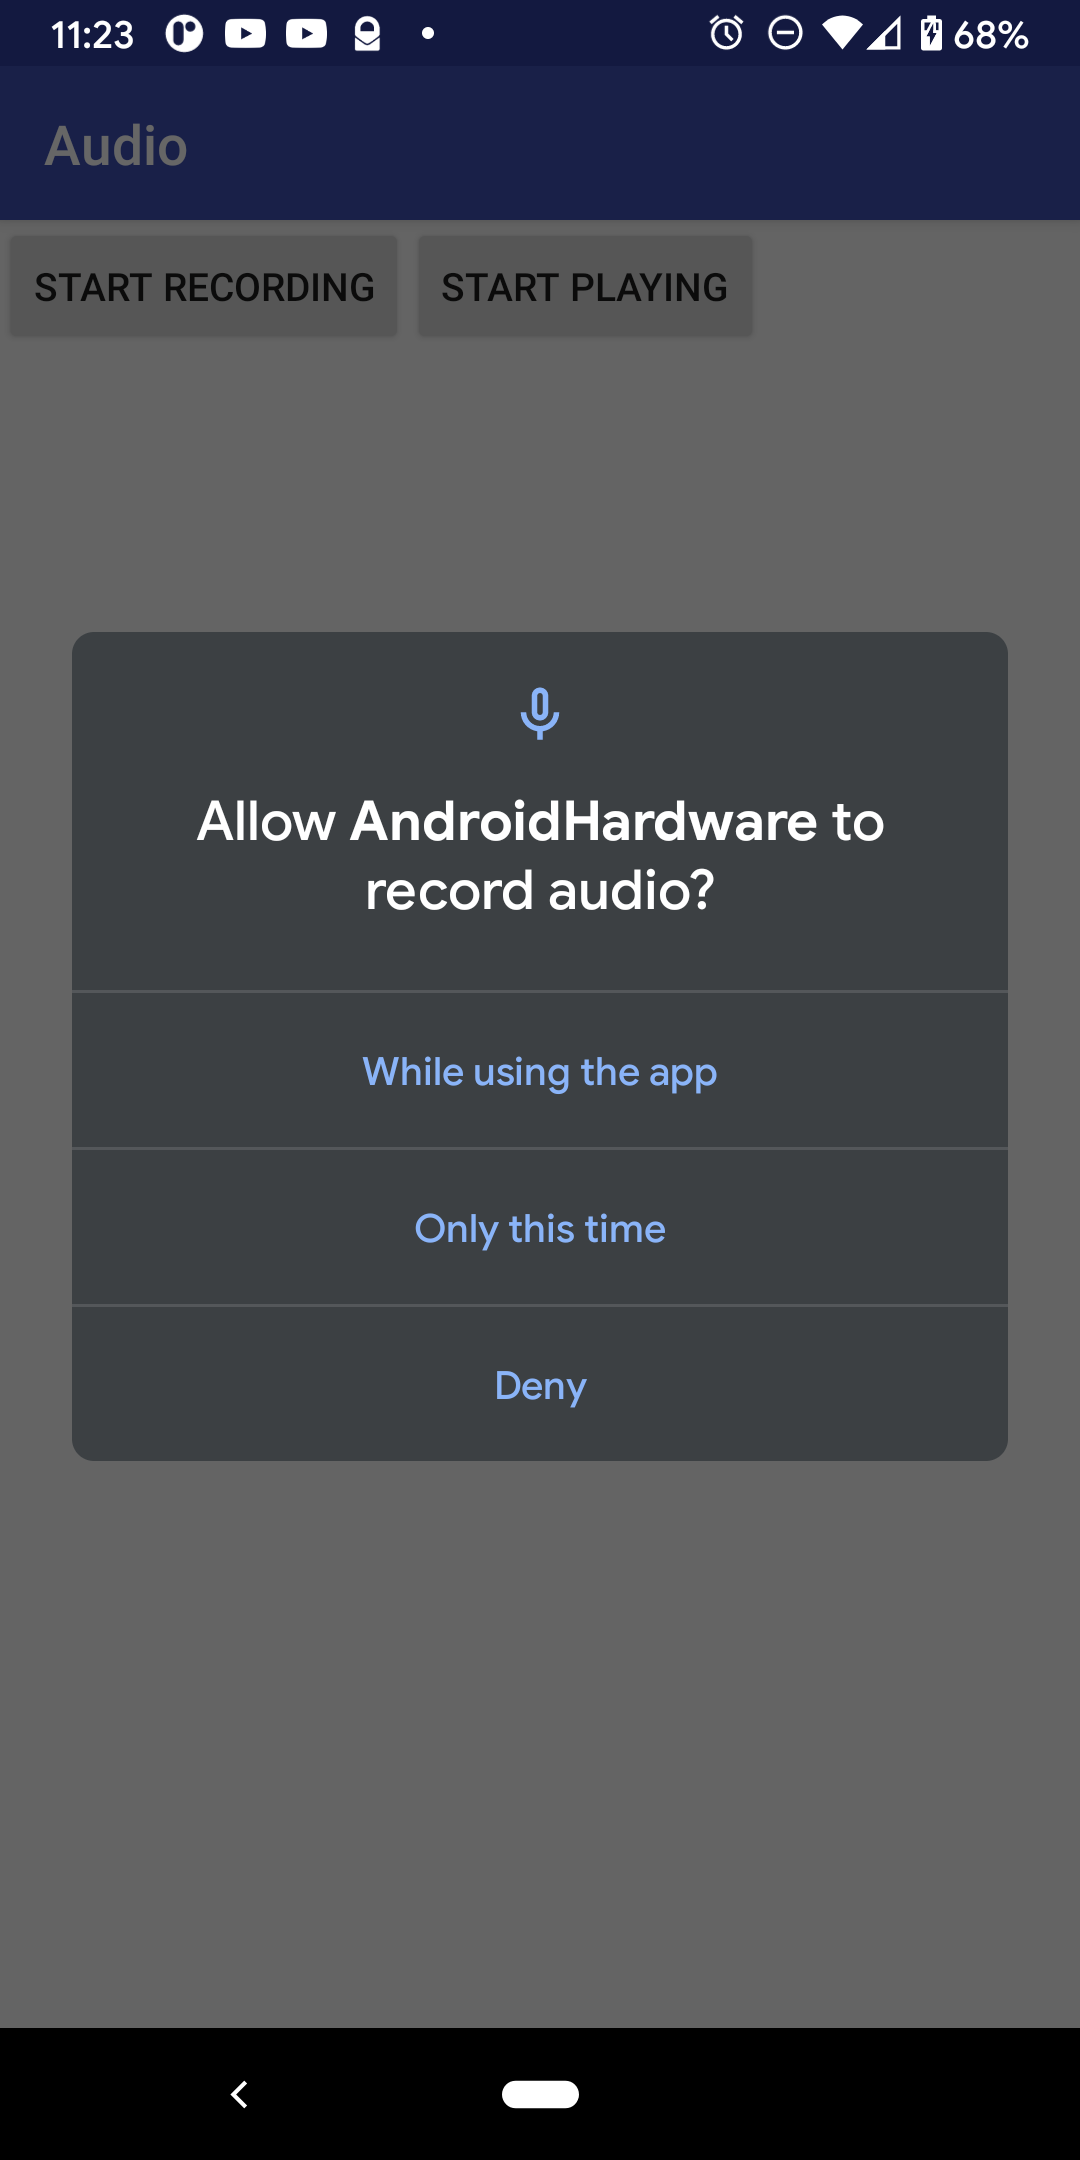 11:23 68%
Audio
START RECORDING START PLAYING
Allow AndroidHardware to
record audio?
While using the app
Only this time
Deny